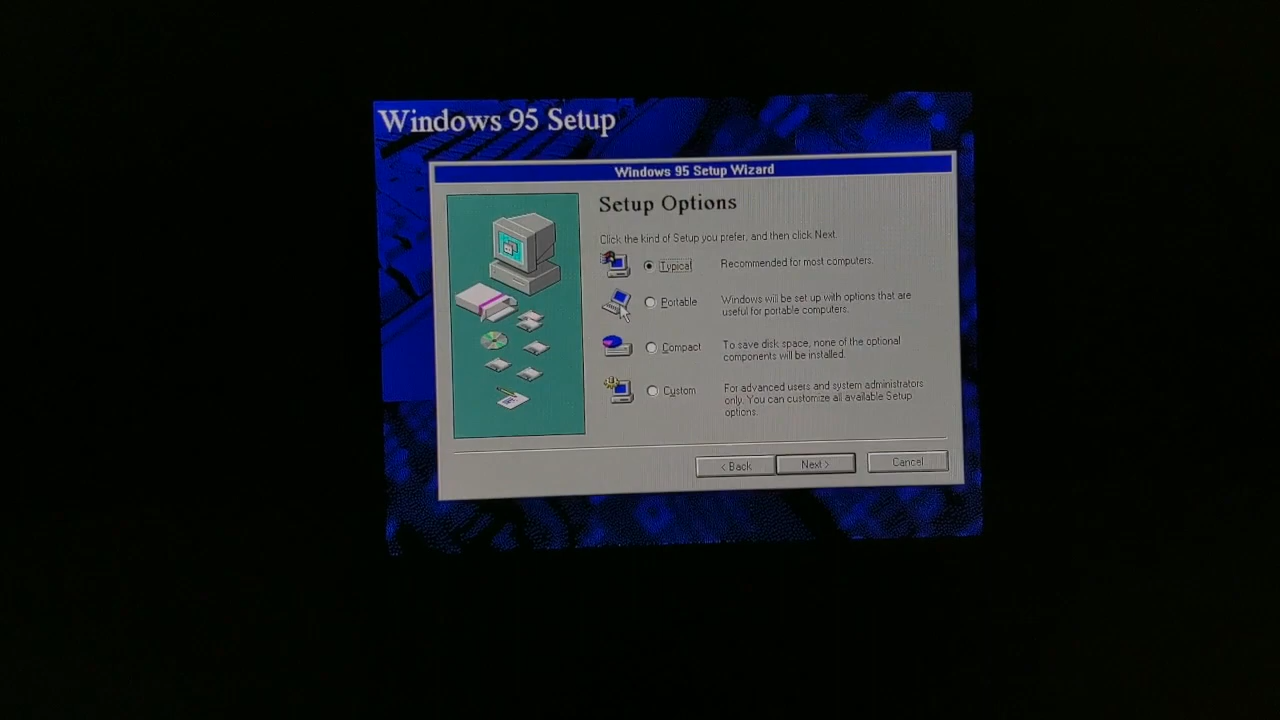 Windows 95 Setup
Windows 95 Setup Wizard
Setup Options
Click the kind of Setup you prefer, and then click Next.
Typical Recommended for most computers.
Portable Windows will be set up with options that are
useful for portable computers.
Compact To save disk space, none of the optional
components will be installed.
Custom For advanced users and system administrators
only. You can customize all available Setup
options.
< Back Next > Cancel